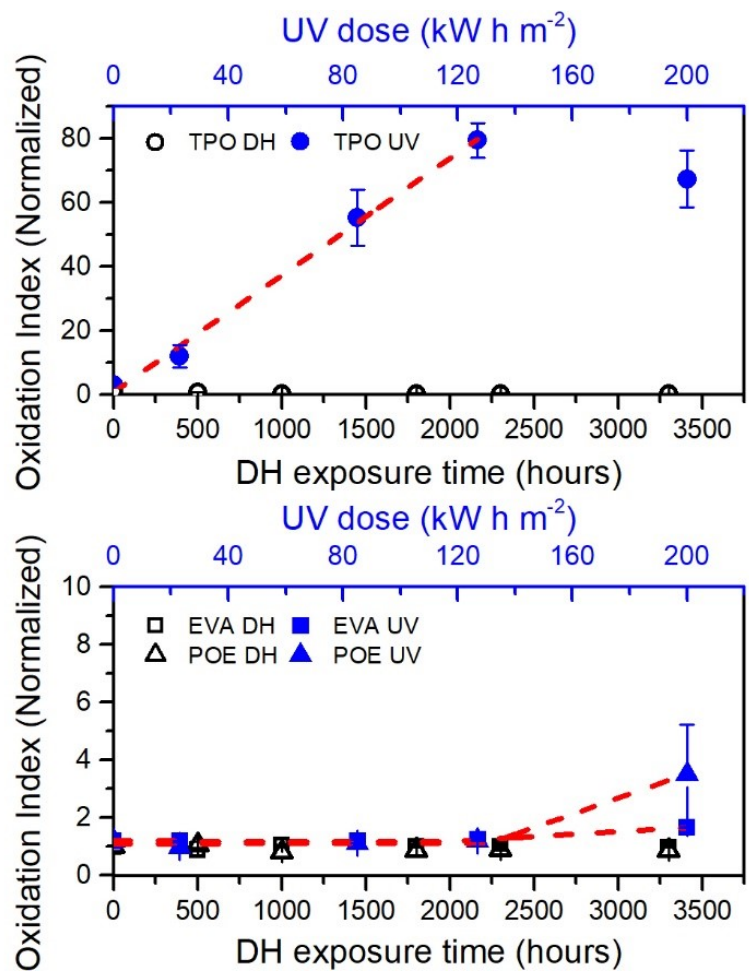 UV dose (kW h m-2)
0 40 80 120 160 200
Oxidation Index (Normalized)
80
60
40
20
0
TPO DH TPO UV
0 500 1000 1500 2000 2500 3000 3500
DH exposure time (hours)
UV dose (kW h m-2)
0 40 80 120 160 200
Oxidation Index (Normalized)
10
8
6
4
2
0
EVA DH EVA UV
POE DH POE UV
0 500 1000 1500 2000 2500 3000 3500
DH exposure time (hours)